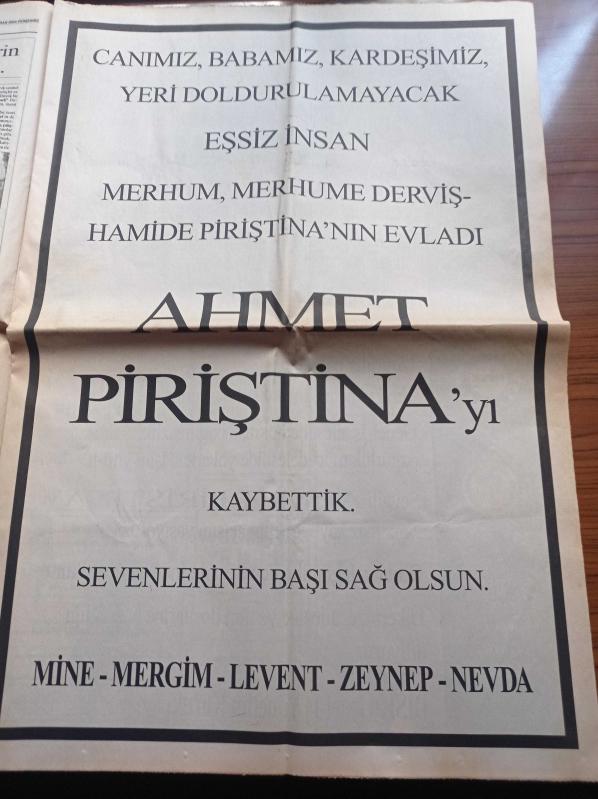 CANIMIZ, BABAMIZ, KARDEŞİMİZ,
YERİ DOLDURULAMAYACAK
EŞSİZ İNSAN
MERHUM, MERHUME DERVİŞ-
HAMİDE PİRİŞTİNA'NIN EVLADI
AHMET
PİRİŞTİNA'yı
KAYBETTİK.
SEVENLERİNİN BAŞI SAĞ OLSUN.
MİNE - MERGİM - LEVENT - ZEYNEP - NEVDA